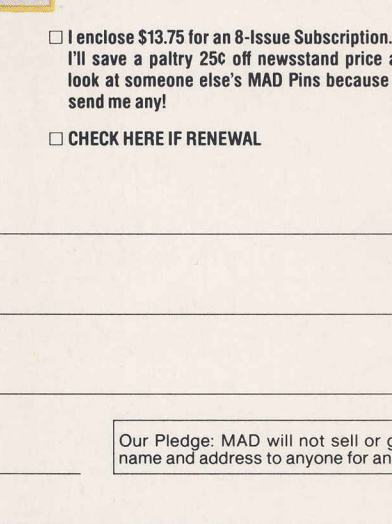 ☐ I enclose $13.75 for an 8-Issue Subscription.
I'll save a paltry 25¢ off newsstand price a
look at someone else's MAD Pins because
send me any!
☐ CHECK HERE IF RENEWAL
Our Pledge: MAD will not sell or g
name and address to anyone for an